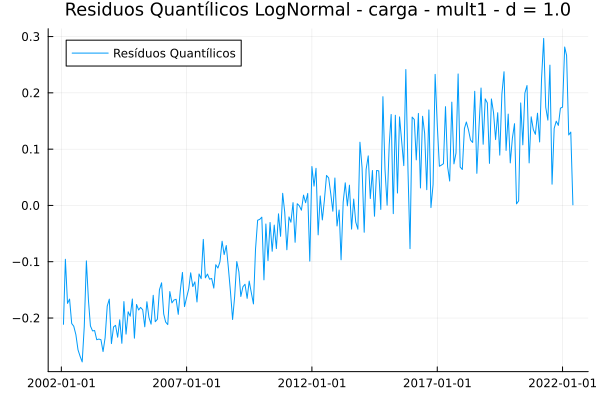 Residuos Quantílicos LogNormal - carga - mult1 - d = 1.0
Resíduos Quantílicos
0.3
0.2
0.1
0.0
−0.1
−0.2
2002-01-01 2007-01-01 2012-01-01 2017-01-01 2022-01-01